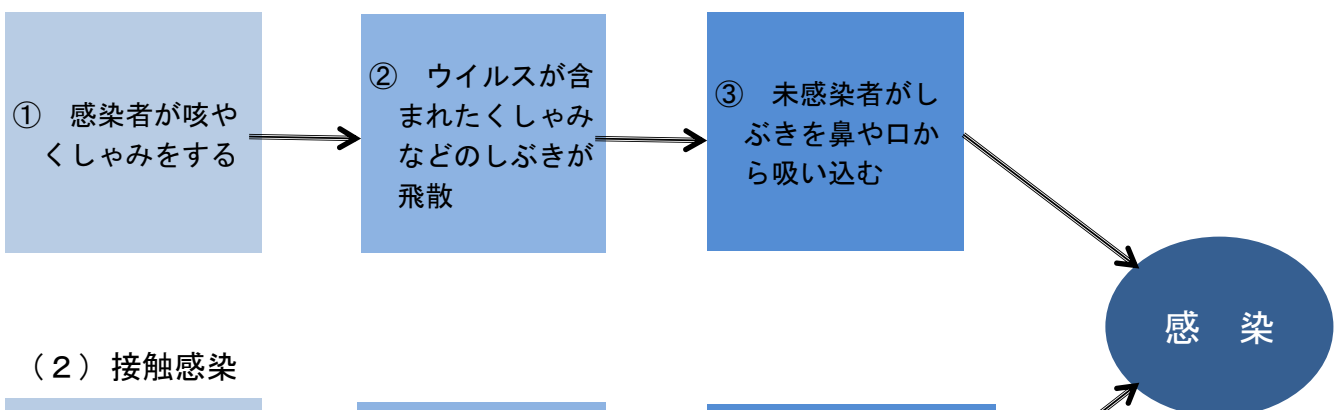 ① 感染者が咳や
くしゃみをする
② ウイルスが含
まれたくしゃみ
などのしぶきが
飛散
③ 未感染者がし
ぶきを鼻や口か
ら吸い込む
感 染
(2)接触感染